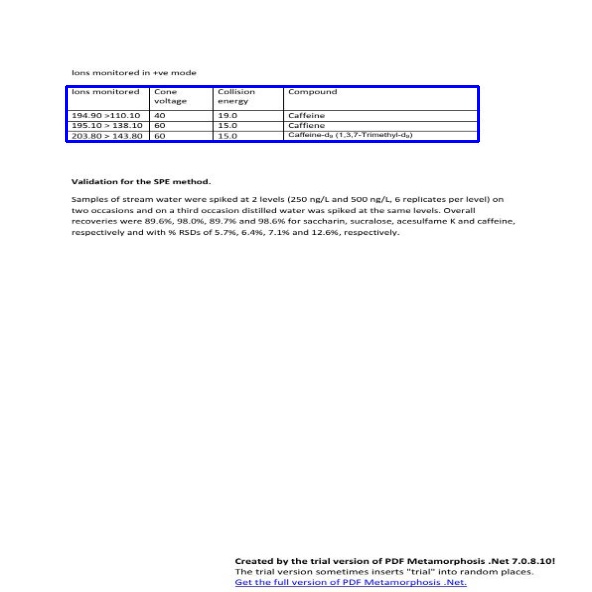 Ions monitored in +ve mode
Ions monitored Cone voltage Collision energy Compound
194.90 >110.10 40 19.0 Caffeine
195.10 > 138.10 60 15.0 Caffiene
203.80 > 143.80 60 15.0 Caffeine-d₉ (1,3,7-Trimethyl-d₉)
Validation for the SPE method.
Samples of stream water were spiked at 2 levels (250 ng/L and 500 ng/L, 6 replicates per level) on
two occasions and on a third occasion distilled water was spiked at the same levels. Overall
recoveries were 89.6%, 98.0%, 89.7% and 98.6% for saccharin, sucralose, acesulfame K and caffeine,
respectively and with % RSDs of 5.7%, 6.4%, 7.1% and 12.6%, respectively.
Created by the trial version of PDF Metamorphosis .Net 7.0.8.10!
The trial version sometimes inserts "trial" into random places.
Get the full version of PDF Metamorphosis .Net.